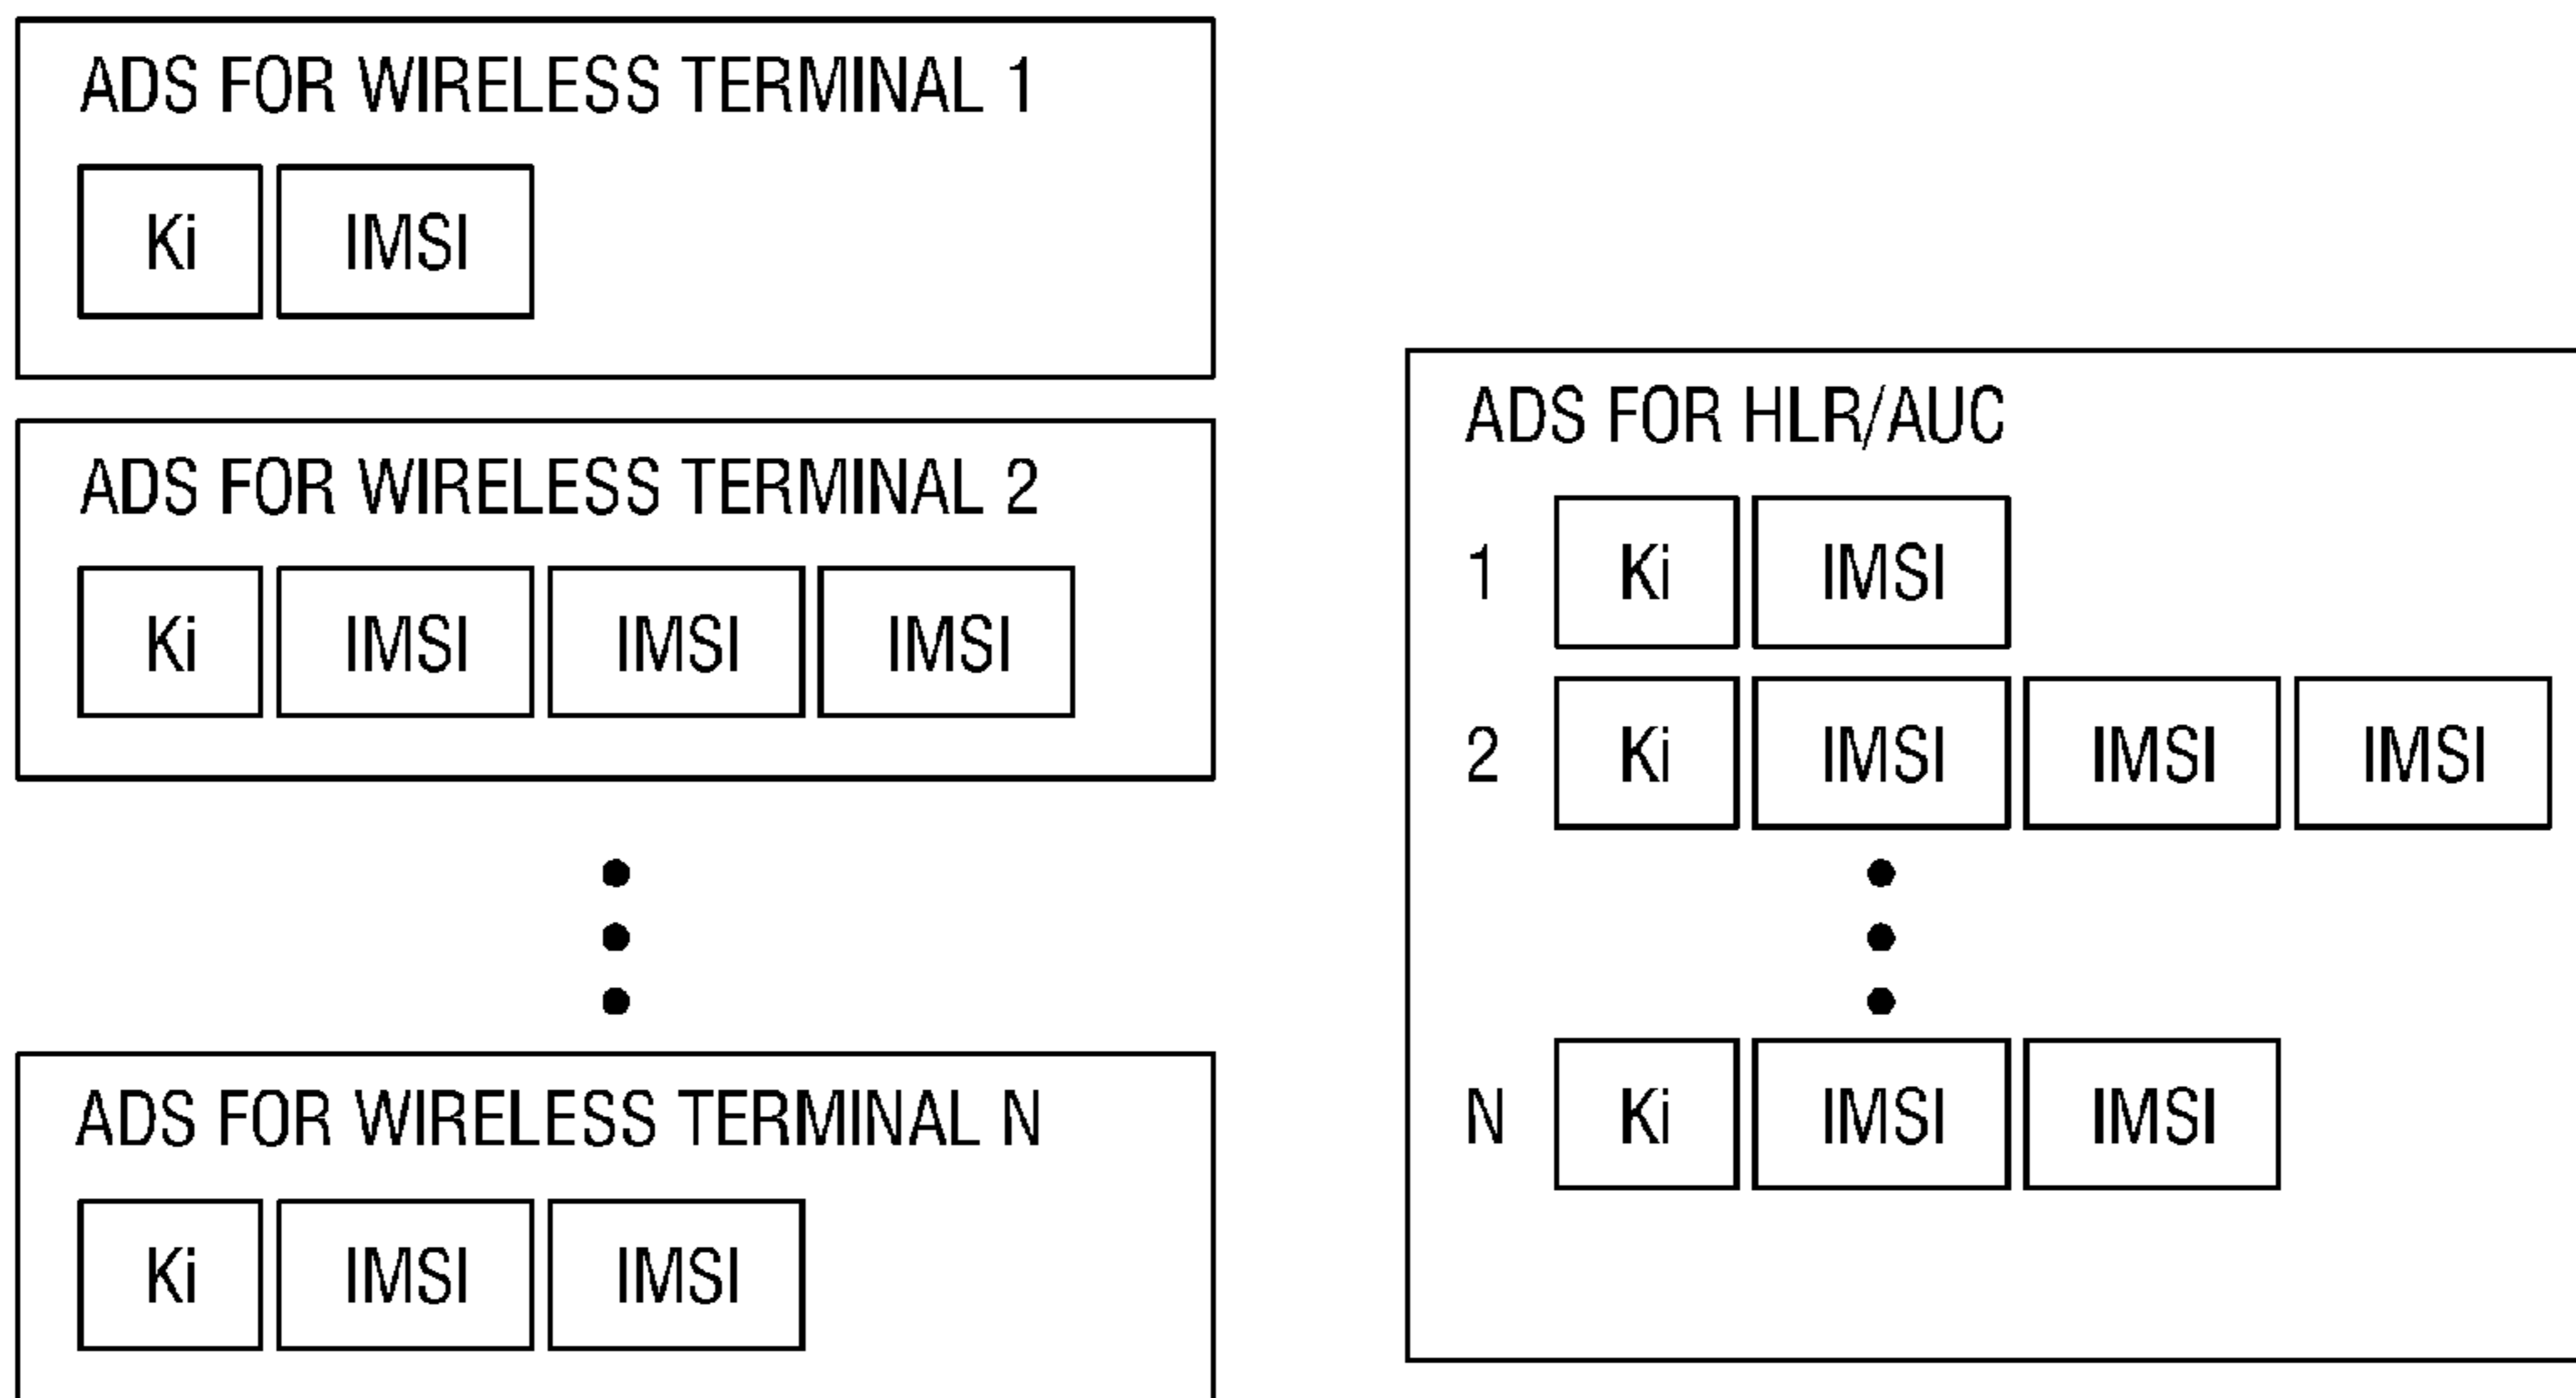 ADS FOR WIRELESS TERMINAL 1
Ki IMSI
ADS FOR WIRELESS TERMINAL 2
Ki IMSI IMSI IMSI
ADS FOR WIRELESS TERMINAL N
Ki IMSI IMSI
ADS FOR HLR/AUC
1 Ki IMSI
2 Ki IMSI IMSI IMSI
N Ki IMSI IMSI